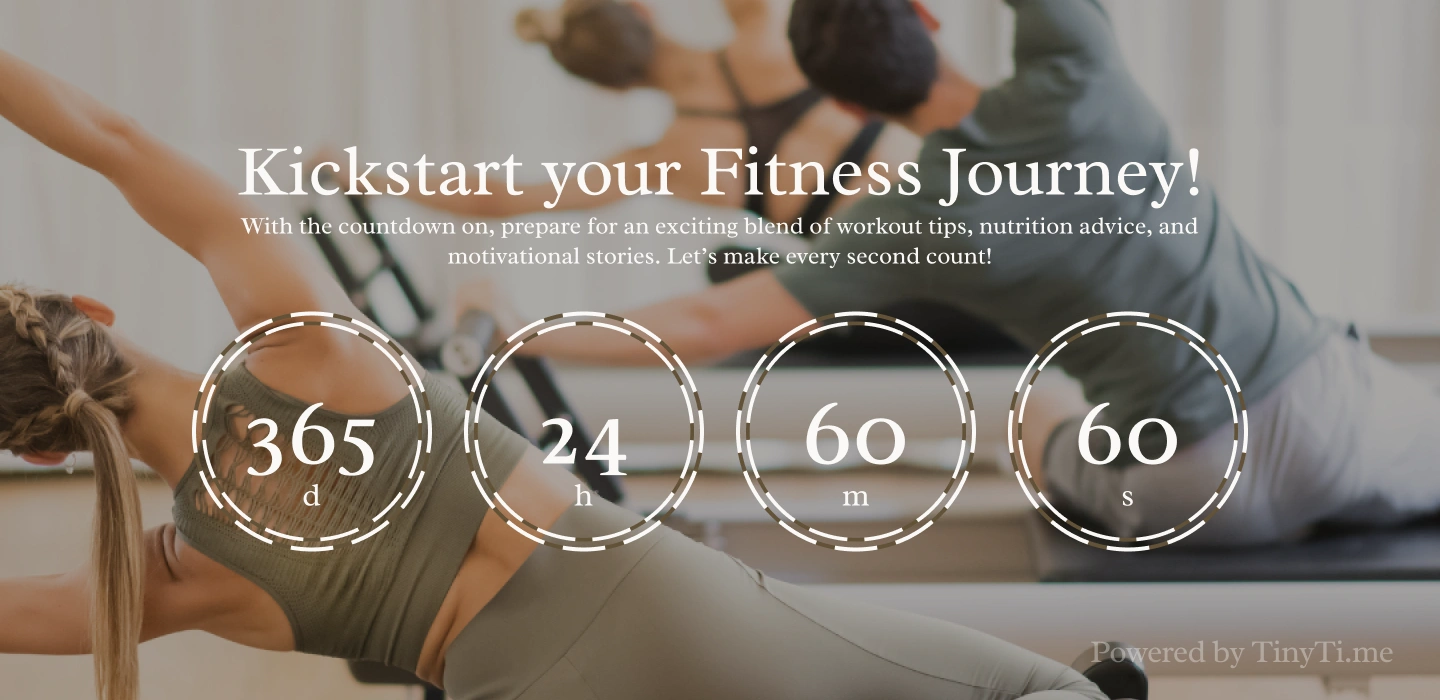 Kickstart your Fitness Journey!
With the countdown on, prepare for an exciting blend of workout tips, nutrition advice, and
motivational stories. Let’s make every second count!
365 24 60 60
d h m s
Powered by TinyTi.me